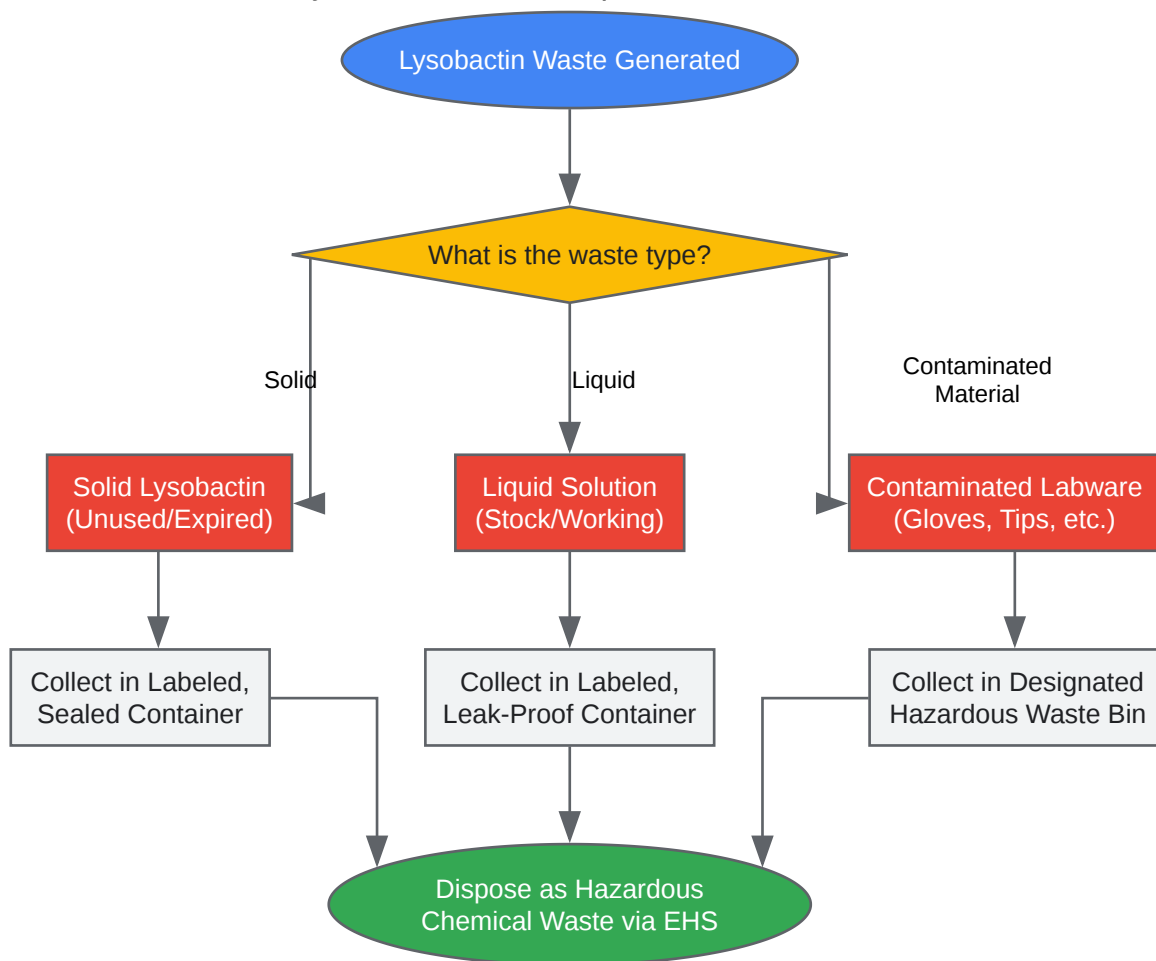 Lysobactin Waste Generated
What is the waste type?
Solid
Liquid
Contaminated
Material
Solid Lysobactin
(Unused/Expired)
Liquid Solution
(Stock/Working)
Contaminated Labware
(Gloves, Tips, etc.)
Collect in Labeled,
Sealed Container
Collect in Labeled,
Leak-Proof Container
Collect in Designated
Hazardous Waste Bin
Dispose as Hazardous
Chemical Waste via EHS